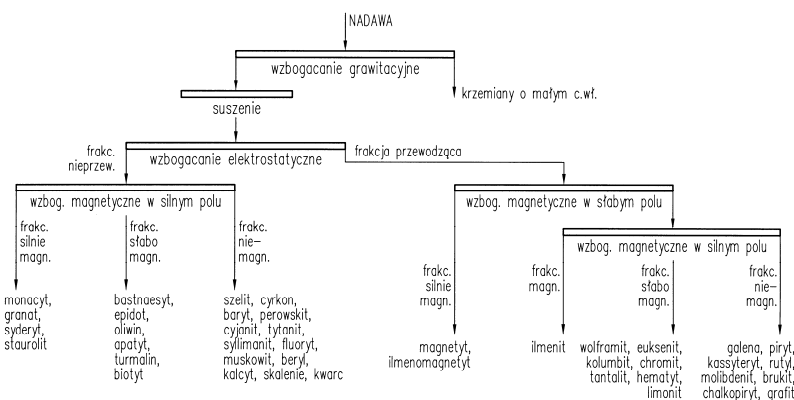 NADAWA
wzbogacanie grawitacyjne
krzemiany o małym c.wł.
suszenie
frakc.
nieprzew.
wzbogacanie elektrostatyczne
frakcja przewodząca
wzbog. magnetyczne w silnym polu
frakc.
silnie
magn.
frakc.
słabo
magn.
frakc.
nie-
magn.
wzbog. magnetyczne w słabym polu
wzbog. magnetyczne w silnym polu
frakc.
silnie
magn.
frakc.
magn.
frakc.
słabo
magn.
frakc.
nie-
magn.
monacyt,
granat,
syderyt,
staurolit
bastnaesyt,
epidot,
oliwin,
apatyt,
turmalin,
biotyt
szelit, cyrkon,
baryt, perowskit,
cyjanit, tytanit,
syllimanit, fluoryt,
muskowit, beryl,
kalcyt, skalenie, kwarc
magnetyt,
ilmenomagnetyt
ilmenit
wolframit, euksenit,
kolumbit, chromit,
tantalit, hematyt,
limonit
galena, piryt,
kassyteryt, rutyl,
molibdenit, brukit,
chalkopiryt, grafit